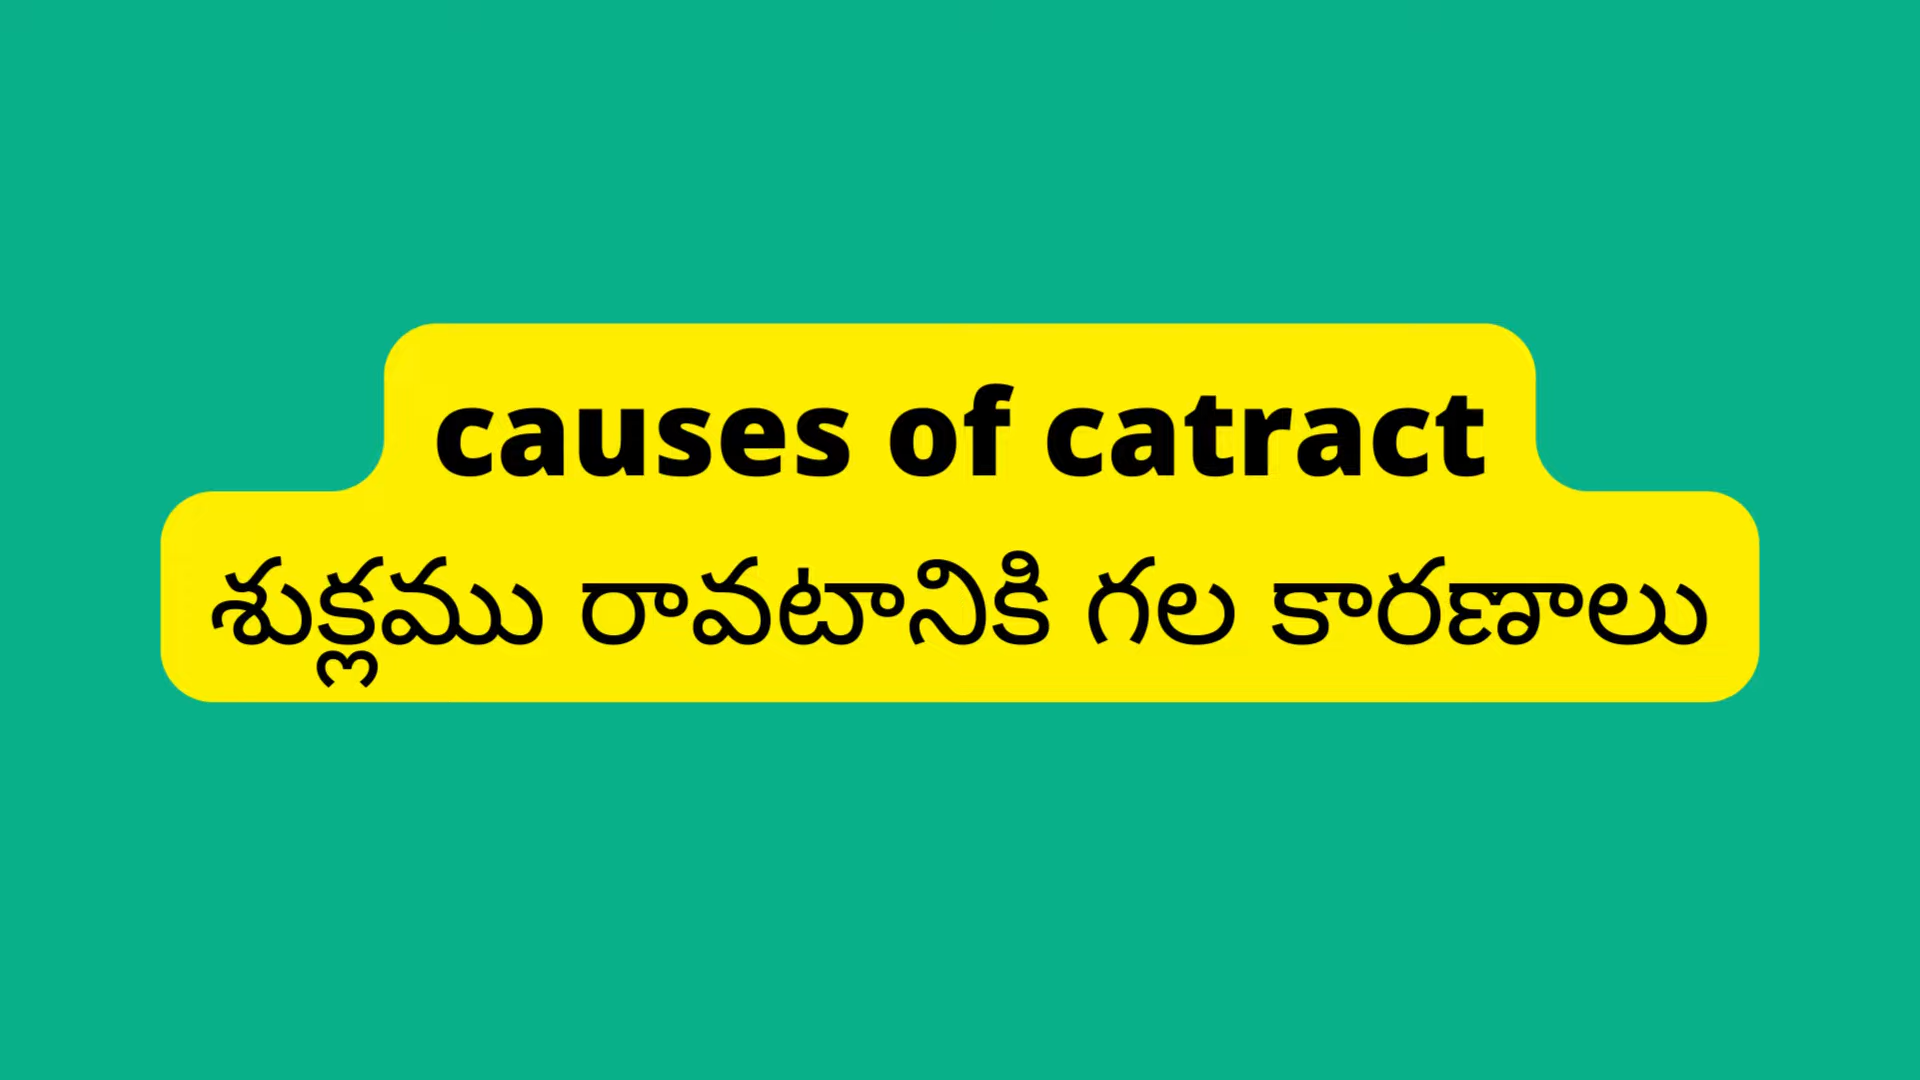 causes of catract
శుక్లము రావటానికి గల కారణాలు